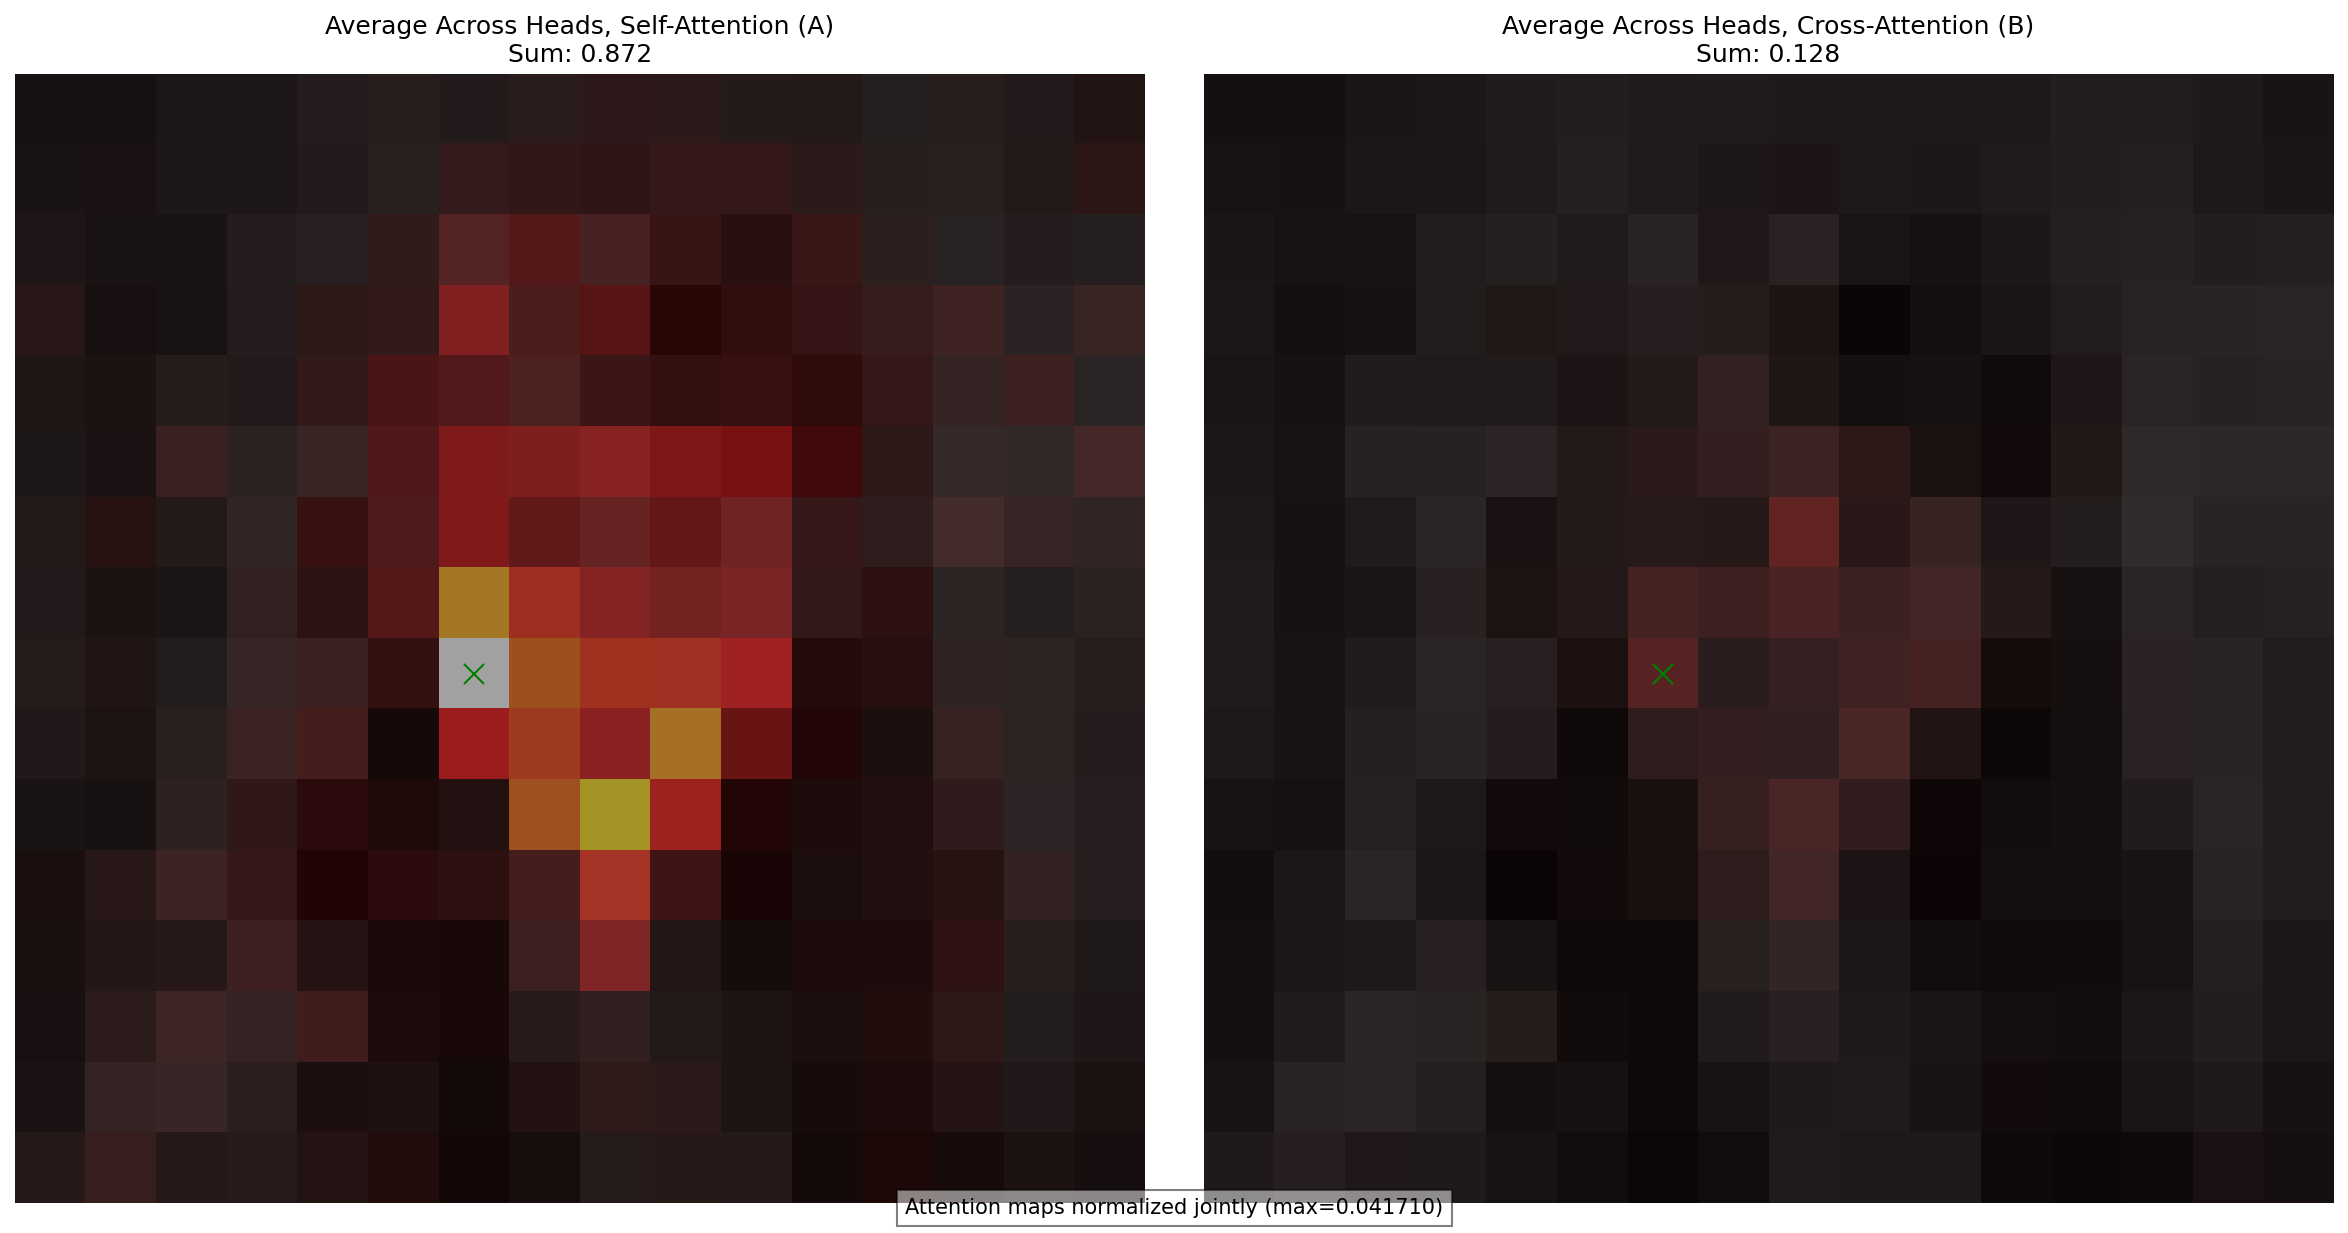 Average Across Heads, Self-Attention (A)
Sum: 0.872
Average Across Heads, Cross-Attention (B)
Sum: 0.128
Attention maps normalized jointly (max=0.041710)